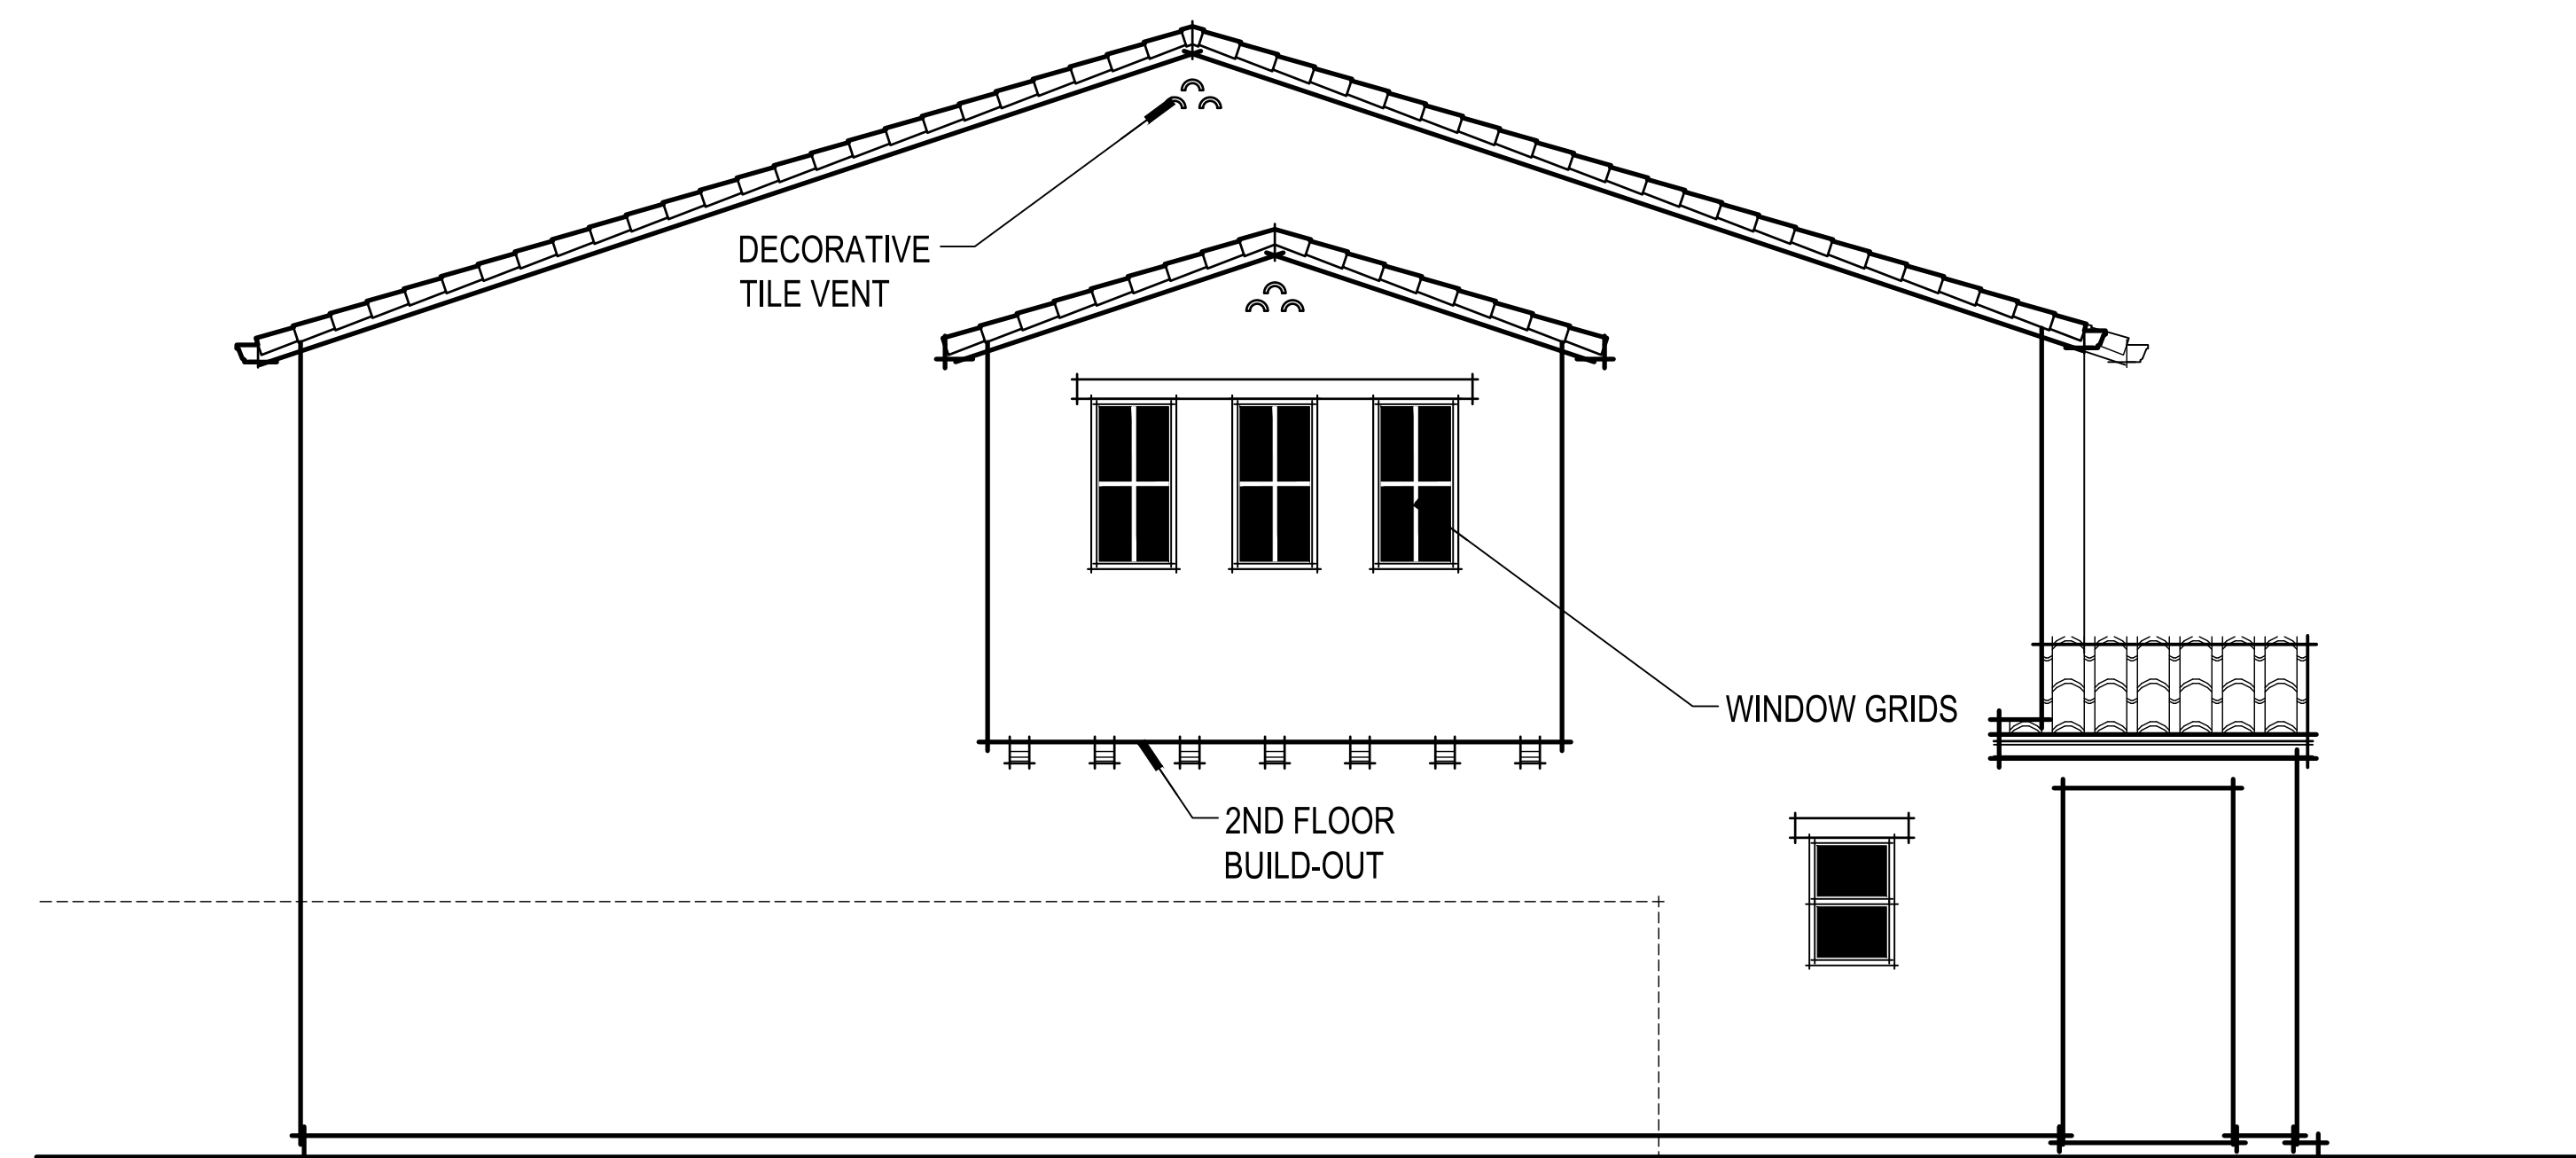 DECORATIVE
TILE VENT
WINDOW GRIDS
2ND FLOOR
BUILD-OUT